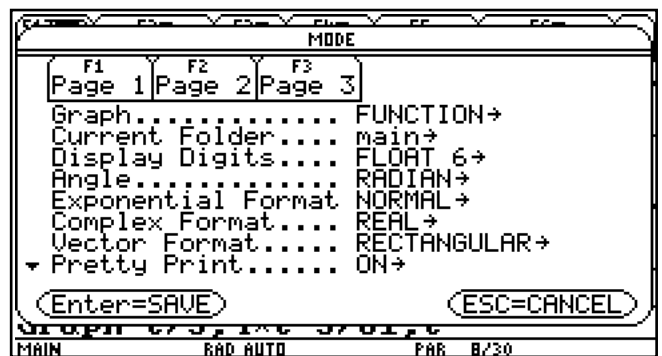 MODE
F1 F2 F3
Page 1 Page 2 Page 3
Graph.............. FUNCTION→
Current Folder.... main→
Display Digits.... FLOAT 6→
Angle.............. RADIAN→
Exponential Format NORMAL→
Complex Format.... REAL→
Vector Format..... RECTANGULAR→
Pretty Print...... ON→
Enter=SAVE ESC=CANCEL
MAIN RAD AUTO PAR 8/30